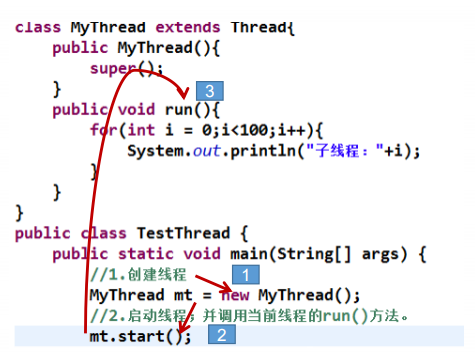 class MyThread extends Thread{
public MyThread(){
super();
}
3
public void run(){
for(int i = 0;i<100;i++){
System.out.println("子线程："+i);
}
}
}
public class TestThread {
public static void main(String[] args) {
//1.创建线程
1
MyThread mt = new MyThread();
//2.启动线程；并调用当前线程的run()方法。
mt.start();
2